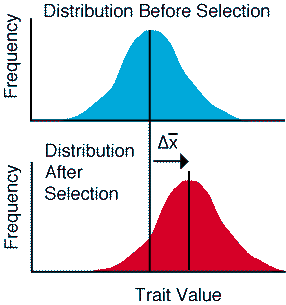 Distribution Before Selection
Frequency
Distribution
After
Selection
Δx̄
Frequency
Trait Value